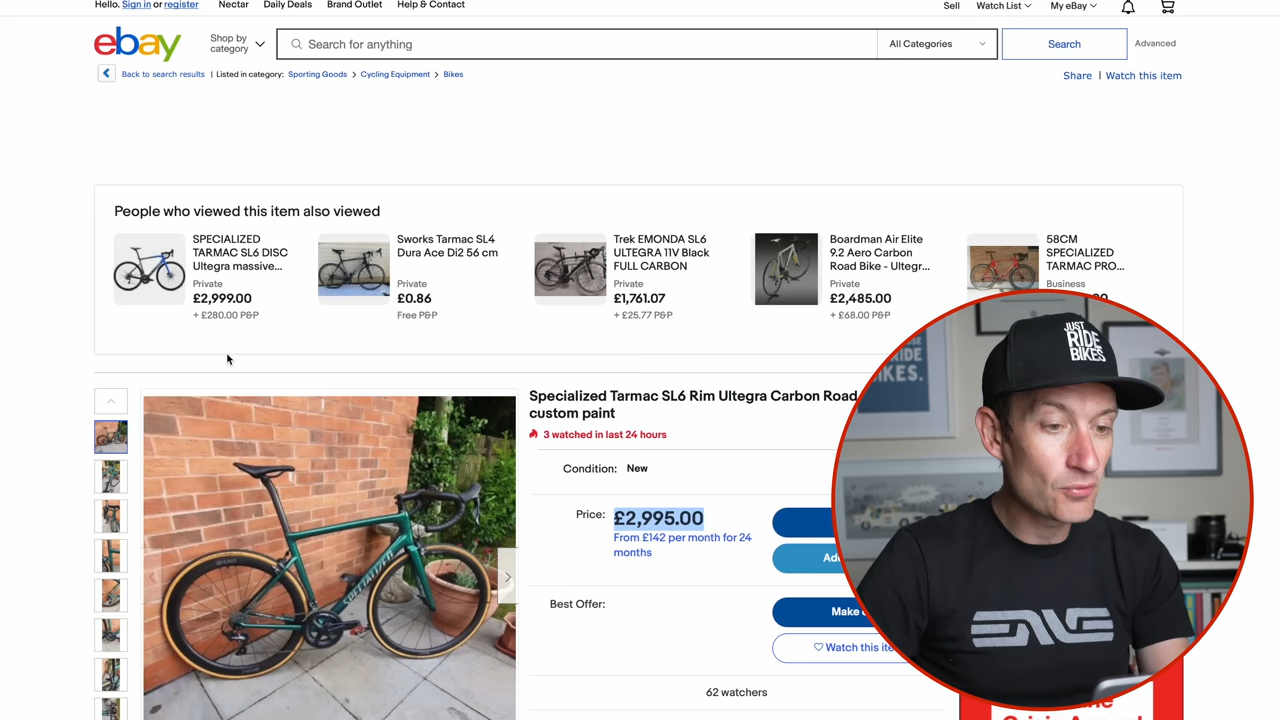 Hello. Sign in or register
Nectar
Daily Deals
Brand Outlet
Help & Contact
Sell
Watch List
My eBay
ebay
Shop by
category
Search for anything
All Categories
Search
Advanced
Back to search results
Listed in category:
Sporting Goods
Cycling Equipment
Bikes
Share
Watch this item
People who viewed this item also viewed
SPECIALIZED
TARMAC SL6 DISC
Ultegra massive...
Private
£2,999.00
+ £280.00 P&P
Sworks Tarmac SL4
Dura Ace Di2 56 cm
Private
£0.86
Free P&P
Trek EMONDA SL6
ULTEGRA 11V Black
FULL CARBON
Private
£1,761.07
+ £25.77 P&P
Boardman Air Elite
9.2 Aero Carbon
Road Bike - Ultegr...
Private
£2,485.00
+ £68.00 P&P
58CM
SPECIALIZED
TARMAC PRO...
Business
Specialized Tarmac SL6 Rim Ultegra Carbon Road
custom paint
3 watched in last 24 hours
Condition: New
Price: £2,995.00
From £142 per month for 24
months
Best Offer:
Make
Watch this
62 watchers
SPECIALIZED
JUST
RIDE
BIKES
ENVE
RIDE
KES.